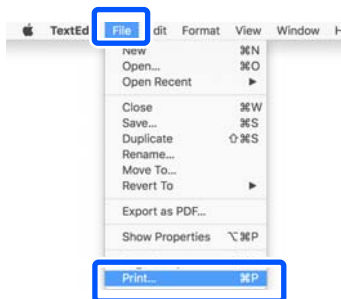 TextEd File dit Format View Window H
New ⌘N
Open... ⌘O
Open Recent ▶
Close ⌘W
Save... ⌘S
Duplicate ⇧⌘S
Rename...
Move To...
Revert To ▶
Export as PDF...
Show Properties ⌥⌘P
Print... ⌘P